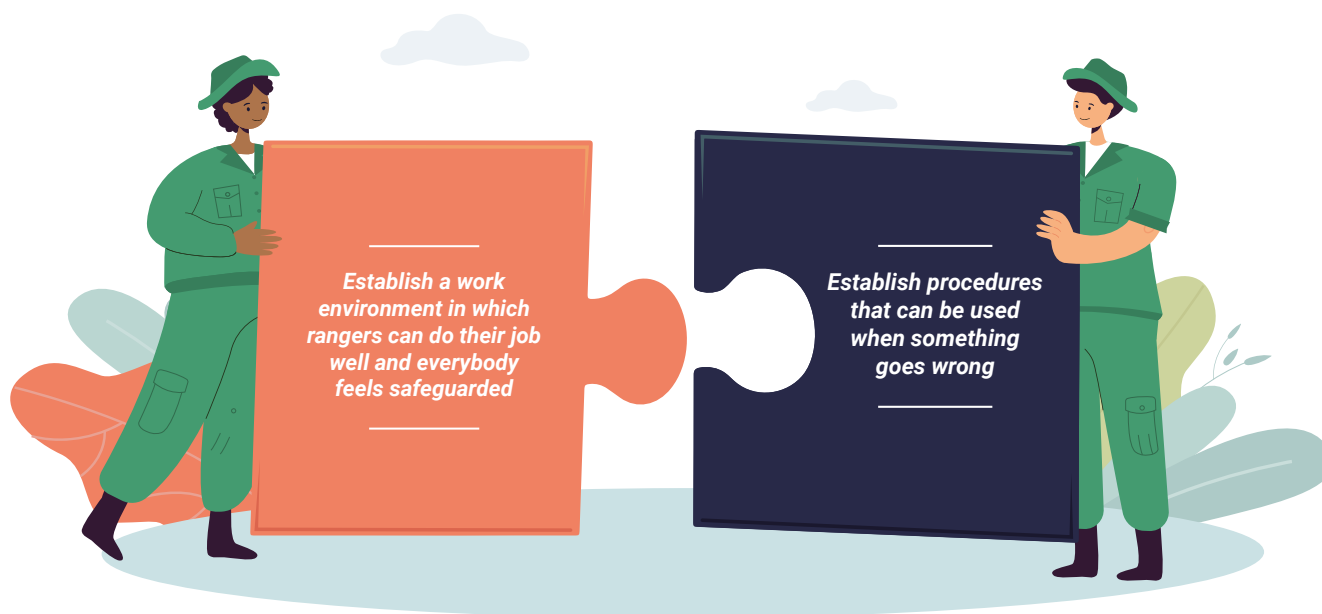 Establish a work
environment in which
rangers can do their job
well and everybody
feels safeguarded
Establish procedures
that can be used
when something
goes wrong